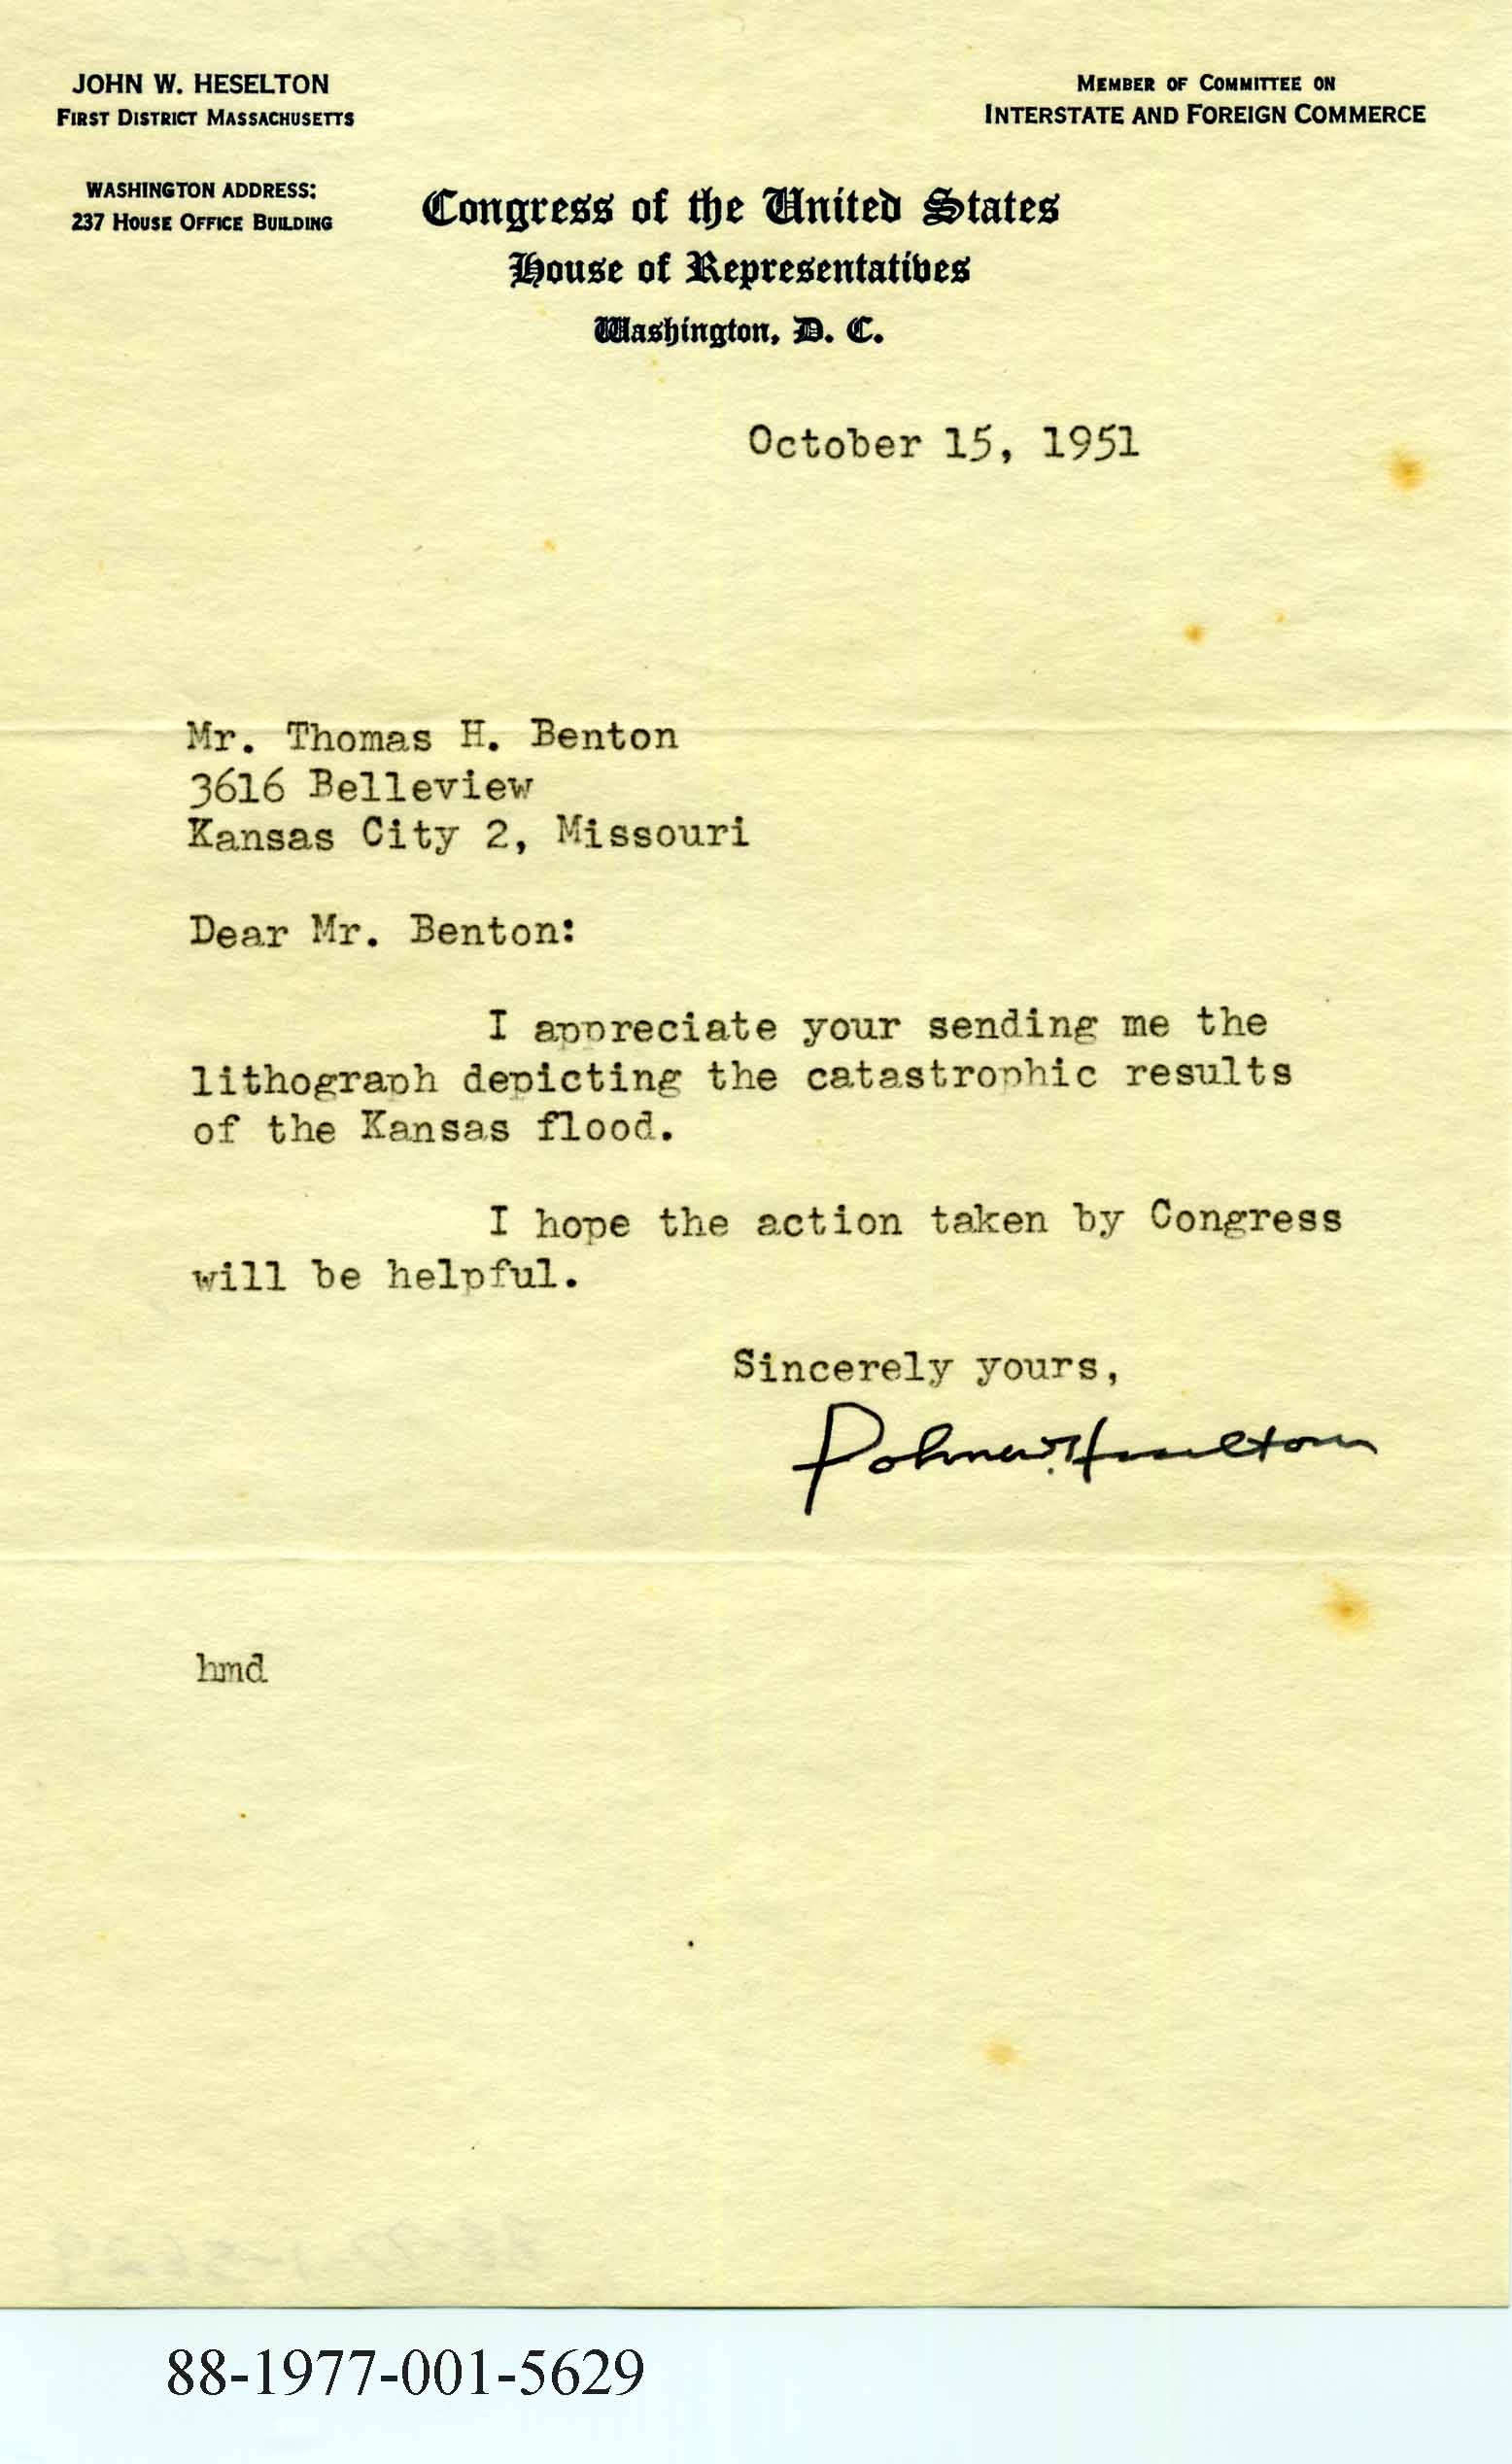 JOHN W. HESELTON
FIRST DISTRICT MASSACHUSETTS
MEMBER OF COMMITTEE ON
INTERSTATE AND FOREIGN COMMERCE
WASHINGTON ADDRESS:
237 HOUSE OFFICE BUILDING
Congress of the United States
House of Representatives
Washington, D. C.
October 15, 1951
Mr. Thomas H. Benton
3616 Belleview
Kansas City 2, Missouri
Dear Mr. Benton:
I appreciate your sending me the
lithograph depicting the catastrophic results
of the Kansas flood.
I hope the action taken by Congress
will be helpful.
Sincerely yours,
John W. Heselton
hmd
88-1977-001-5629